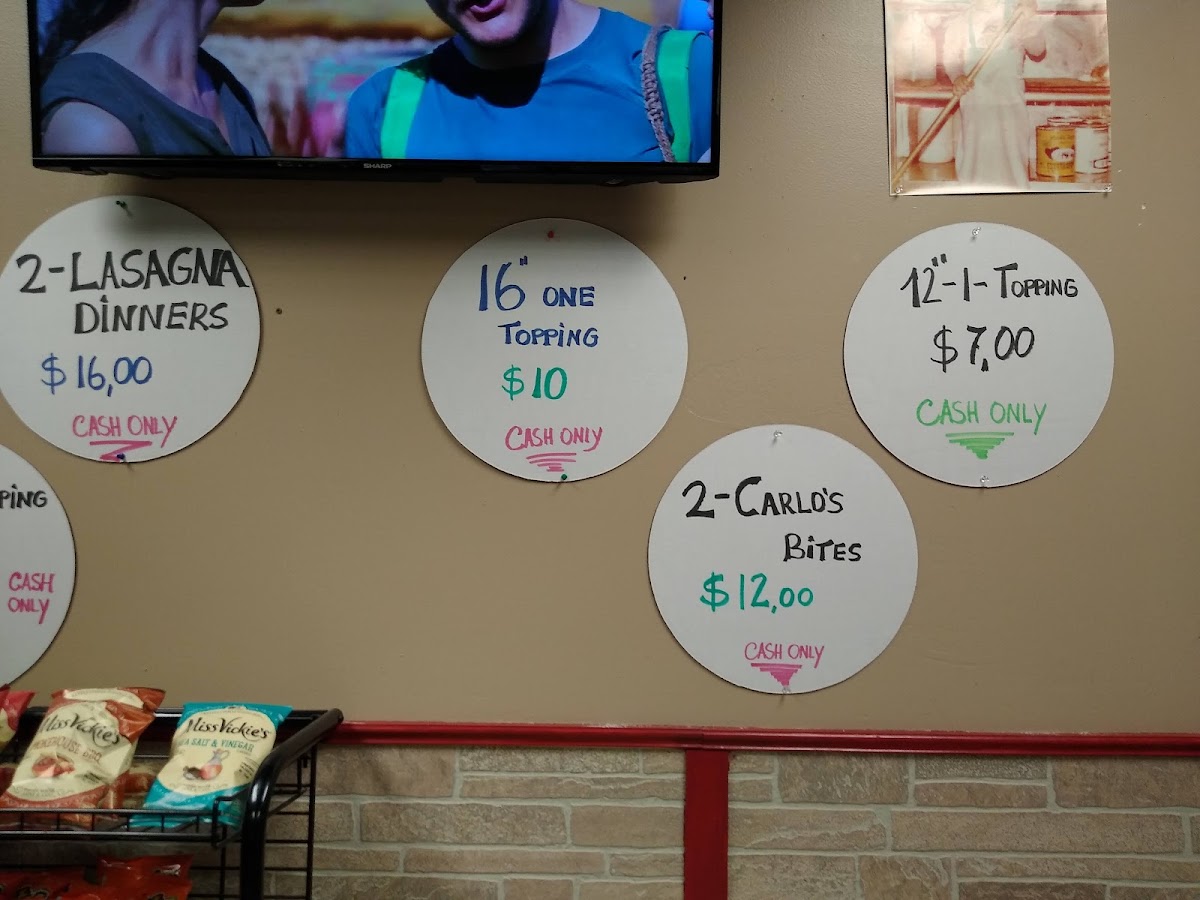 SHARP
2-LASAGNA
DINNERS
$16,00
CASH ONLY
16" ONE
TOPPING
$10
CASH ONLY
12"-1-TOPPING
$7,00
CASH ONLY
2-CARLO'S
BITES
$12,00
CASH ONLY
PING
CASH
ONLY
Miss Vickie's
Miss Vickie's
SALT & VINEGAR